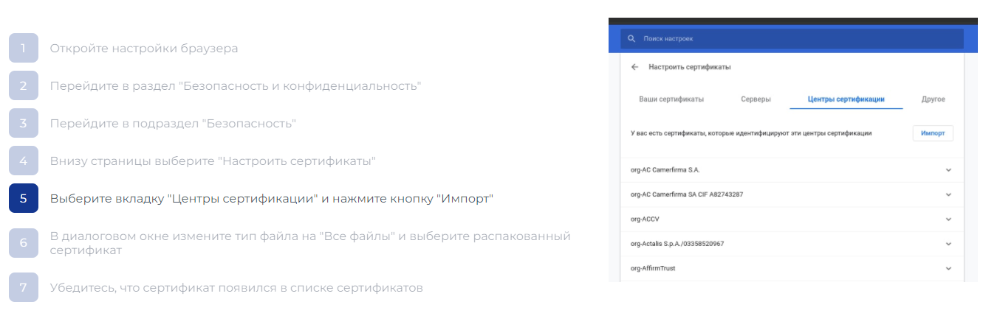 1 Откройте настройки браузера
2 Перейдите в раздел "Безопасность и конфиденциальность"
3 Перейдите в подраздел "Безопасность"
4 Внизу страницы выберите "Настроить сертификаты"
5 Выберите вкладку "Центры сертификации" и нажмите кнопку "Импорт"
6 В диалоговом окне измените тип файла на "Все файлы" и выберите распакованный
сертификат
7 Убедитесь, что сертификат появился в списке сертификатов
Поиск настроек
Настроить сертификаты
Ваши сертификаты Серверы Центры сертификации Другое
У вас есть сертификаты, которые идентифицируют эти центры сертификации Импорт
org-AC Camerfirma S.A.
org-AC Camerfirma SA CIF A82743287
org-ACCV
org-Actalis S.p.A./03358520967
org-AffirmTrust